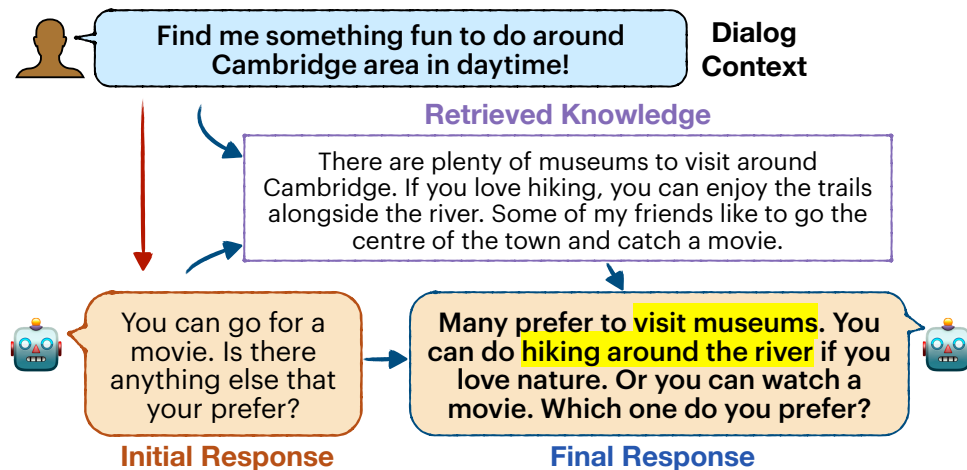 Find me something fun to do around
Cambridge area in daytime!
Dialog
Context
Retrieved Knowledge
There are plenty of museums to visit around
Cambridge. If you love hiking, you can enjoy the trails
alongside the river. Some of my friends like to go the
centre of the town and catch a movie.
You can go for a
movie. Is there
anything else that
your prefer?
Initial Response
Many prefer to visit museums. You
can do hiking around the river if you
love nature. Or you can watch a
movie. Which one do you prefer?
Final Response